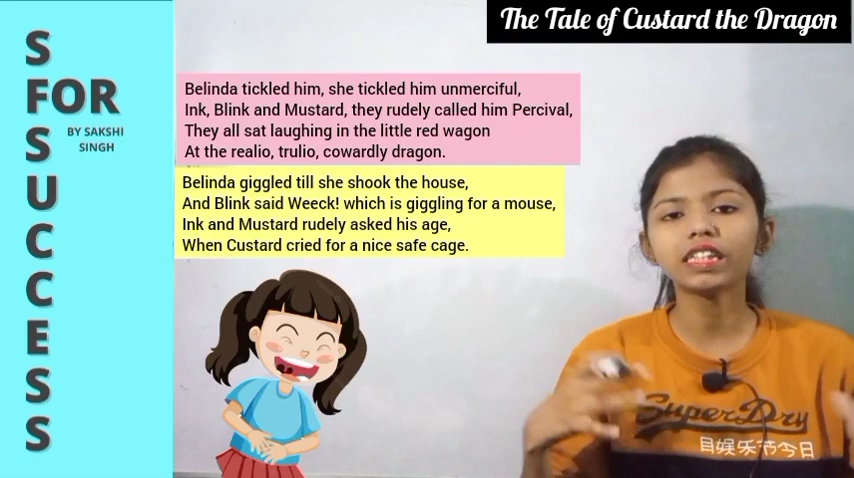 The Tale of Custard the Dragon
S
FOR
BY SAKSHI
SINGH
S
U
C
C
E
S
S
Belinda tickled him, she tickled him unmerciful,
Ink, Blink and Mustard, they rudely called him Percival,
They all sat laughing in the little red wagon
At the realio, trulio, cowardly dragon.
Belinda giggled till she shook the house,
And Blink said Weeck! which is giggling for a mouse,
Ink and Mustard rudely asked his age,
When Custard cried for a nice safe cage.
SuperDry